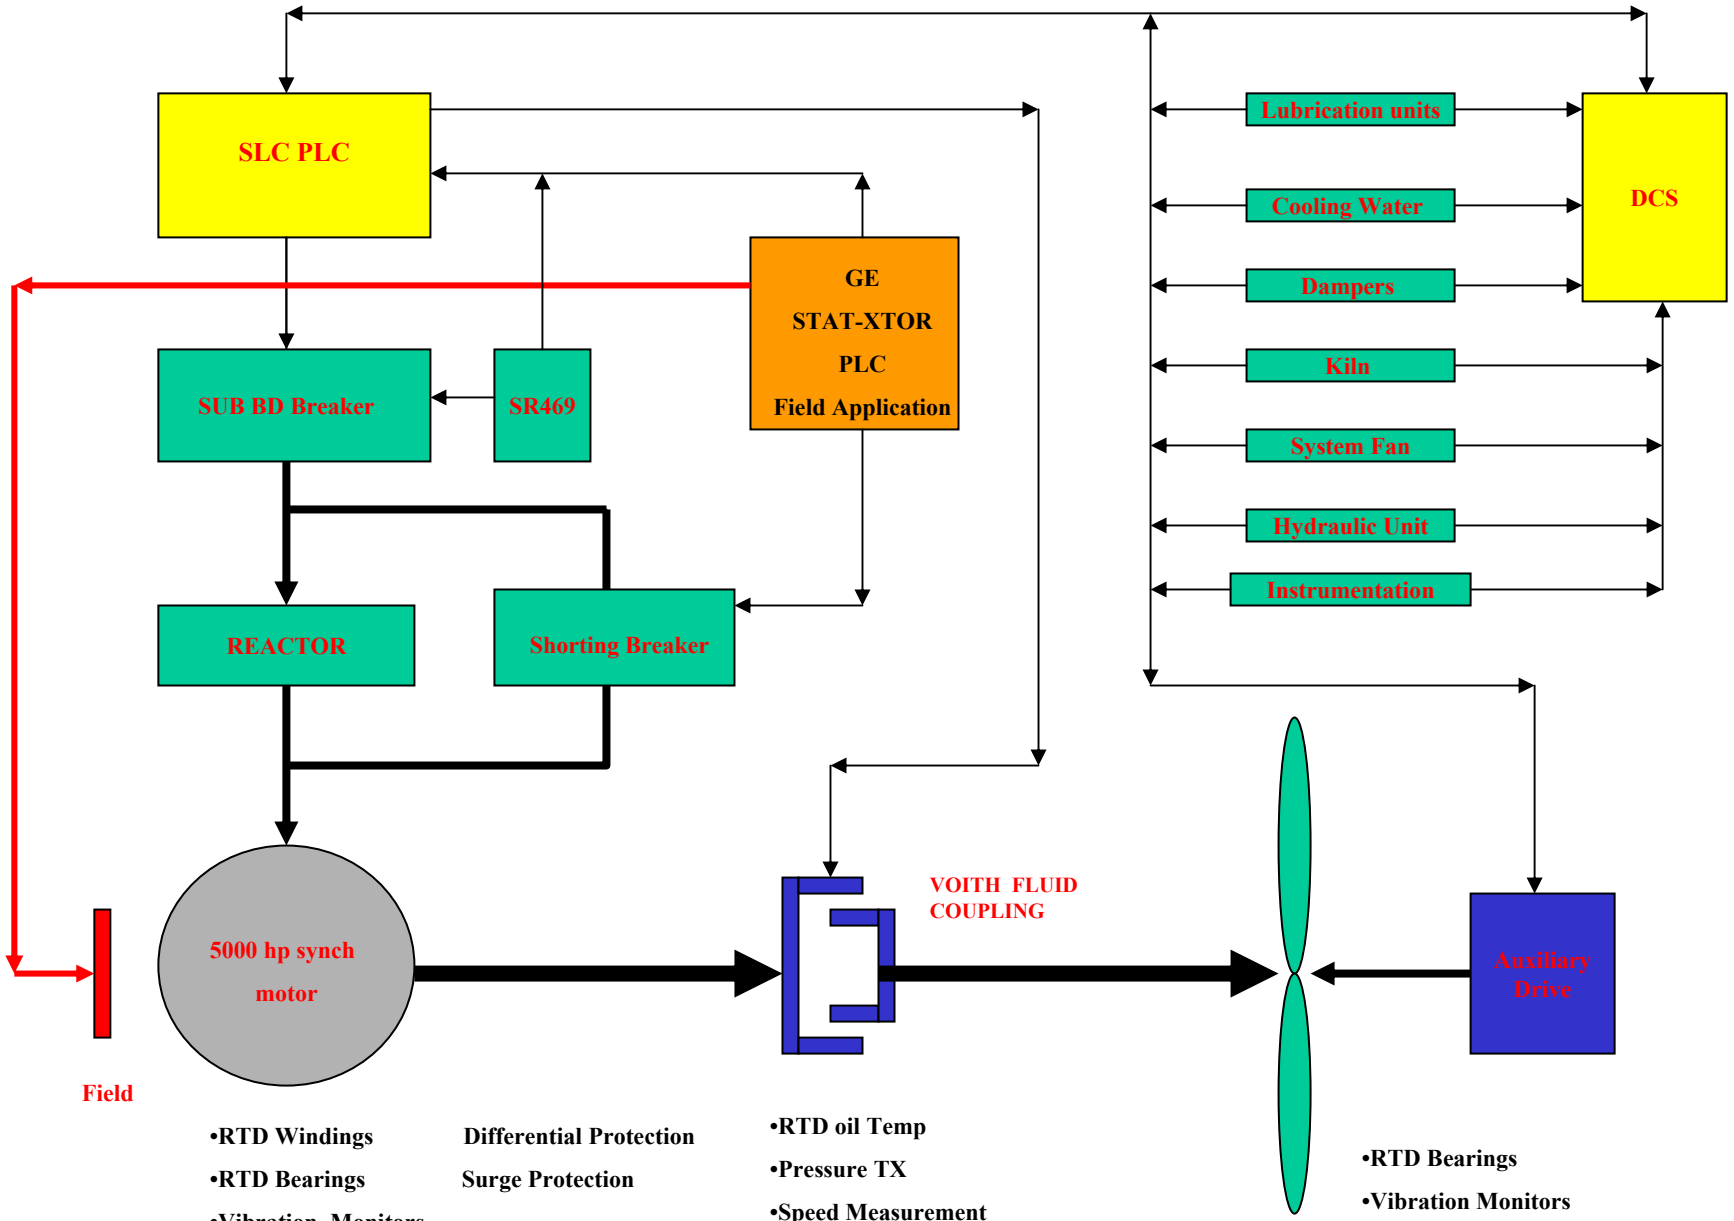 Lubrication units
SLC PLC
Cooling Water
DCS
GE
STAT-XTOR
PLC
Field Application
Dampers
Kiln
SUB BD Breaker
SR469
System Fan
Hydraulic Unit
Instrumentation
REACTOR
Shorting Breaker
VOITH FLUID
COUPLING
5000 hp synch
motor
Auxiliary
Drive
Field
•RTD Windings
•RTD Bearings
•Vibration Monitors
Differential Protection
Surge Protection
•RTD oil Temp
•Pressure TX
•Speed Measurement
•RTD Bearings
•Vibration Monitors